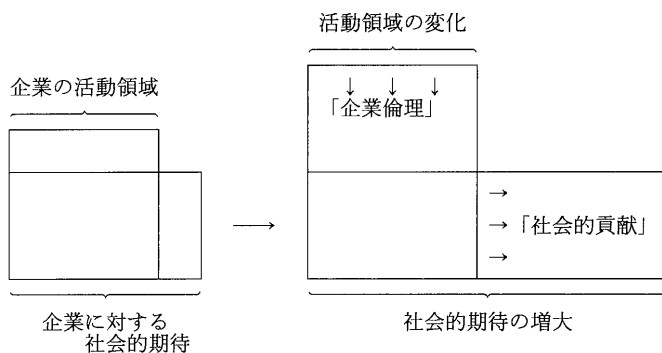 企業の活動領域
企業に対する
社会的期待
活動領域の変化
「企業倫理」
「社会的貢献」
社会的期待の増大